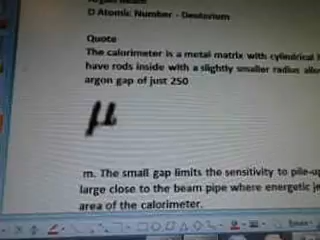 D Atomic Number - Deuterium
Quote
The calorimeter is a metal matrix with cylindrical
have rods inside with a slightly smaller radius
argon gap of just 250
μ
m. The small gap limits the sensitivity to pile-up
large close to the beam pipe where energetic
area of the calorimeter.